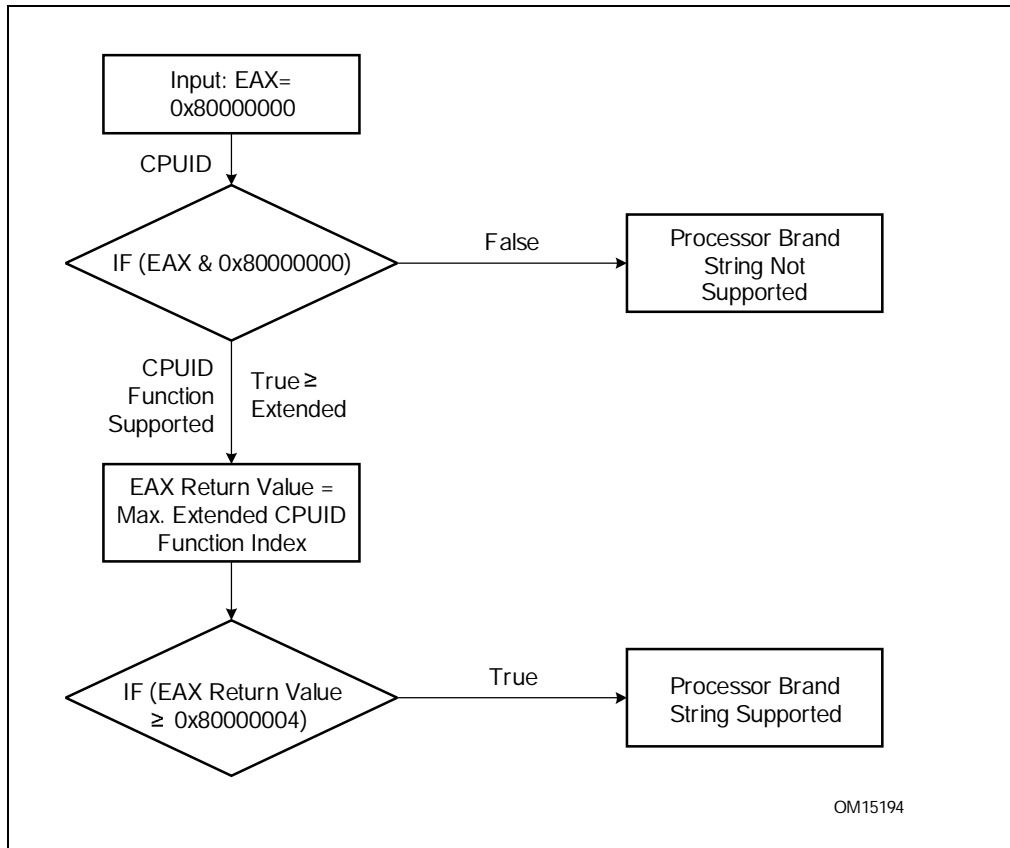 Input: EAX=
0x80000000
CPUID
IF (EAX & 0x80000000)
False
Processor Brand
String Not
Supported
CPUID
Function
Supported
True ≥
Extended
EAX Return Value =
Max. Extended CPUID
Function Index
IF (EAX Return Value
≥ 0x80000004)
True
Processor Brand
String Supported
OM15194